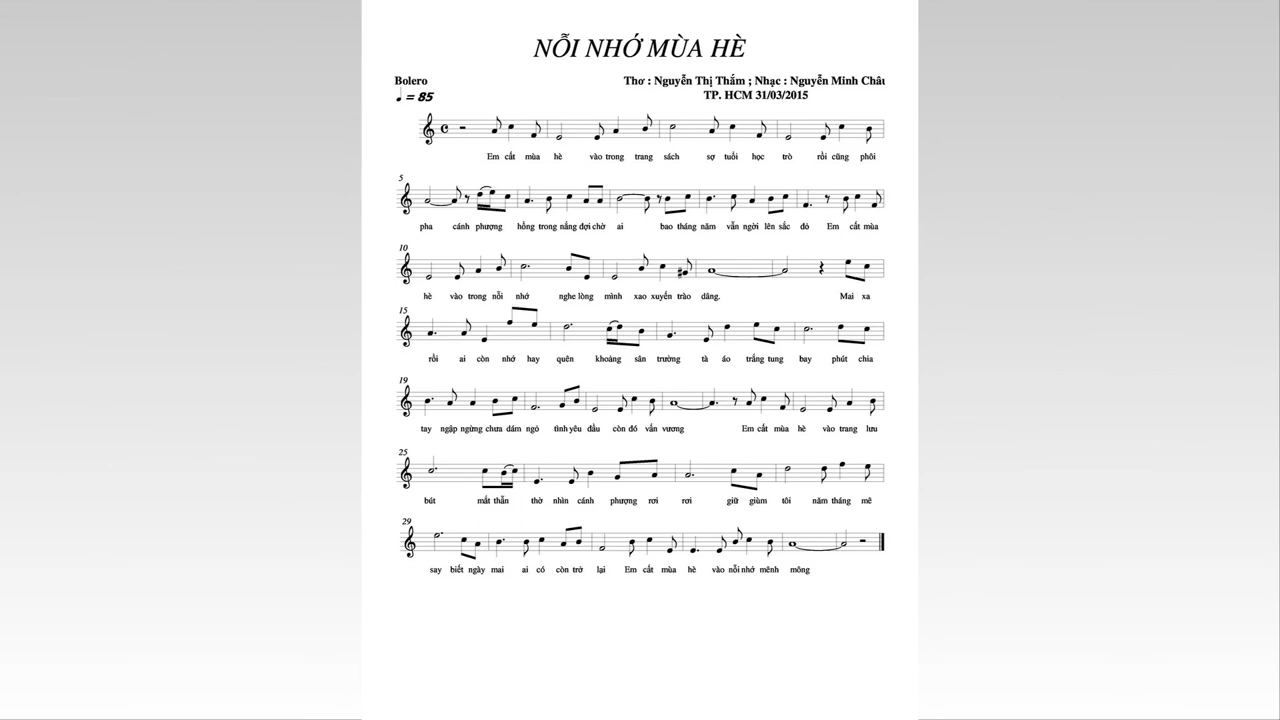 NỖI NHỚ MÙA HÈ
Bolero
Thơ : Nguyễn Thị Thắm ; Nhạc : Nguyễn Minh Châu
♩ = 85
TP. HCM 31/03/2015
Em cất mùa hè vào trong trang sách sợ tuổi học trò rồi cũng phôi
5
pha cánh phượng hồng trong nắng đợi chờ ai bao tháng năm vẫn ngời lên sắc đỏ Em cất mùa
10
hè vào trong nỗi nhớ nghe lòng mình xao xuyến trào dâng. Mai xa
15
rồi ai còn nhớ hay quên khoảng sân trường tà áo trắng tung bay phút chia
19
tay ngập ngừng chưa dám ngỏ tình yêu đầu còn đó vấn vương Em cất mùa hè vào trang lưu
25
bút mắt thẫn thờ nhìn cánh phượng rơi rơi giữ giùm tôi năm tháng mê
29
say biết ngày mai ai có còn trở lại Em cất mùa hè vào nỗi nhớ mênh mông